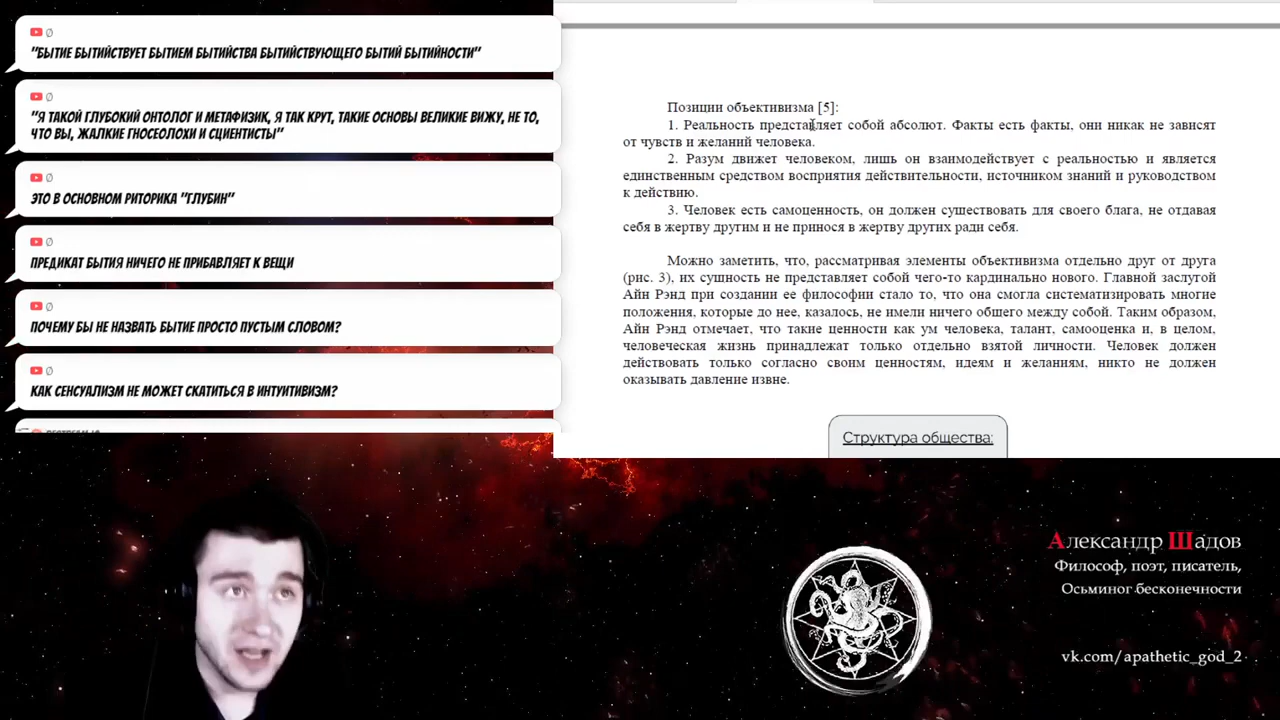 Ø
"БЫТИЕ БЫТИЙСТВУЕТ БЫТИЕМ БЫТИЙСТВА БЫТИЙСТВУЮЩЕГО БЫТИЙ БЫТИЙНОСТИ"
Ø
"Я ТАКОЙ ГЛУБОКИЙ ОНТОЛОГ И МЕТАФИЗИК, Я ТАК КРУТ, ТАКИЕ ОСНОВЫ ВЕЛИКИЕ ВИЖУ, НЕ ТО,
ЧТО ВЫ, ЖАЛКИЕ ГНОСЕОЛОХИ И СЦИЕНТИСТЫ"
Ø
ЭТО В ОСНОВНОМ РИТОРИКА "ГЛУБИН"
Ø
ПРЕДИКАТ БЫТИЯ НИЧЕГО НЕ ПРИБАВЛЯЕТ К ВЕЩИ
Ø
ПОЧЕМУ БЫ НЕ НАЗВАТЬ БЫТИЕ ПРОСТО ПУСТЫМ СЛОВОМ?
Ø
КАК СЕНСУАЛИЗМ НЕ МОЖЕТ СКАТИТЬСЯ В ИНТУИТИВИЗМ?
Позиции объективизма [5]:
1. Реальность представляет собой абсолют. Факты есть факты, они никак не зависят
от чувств и желаний человека.
2. Разум движет человеком, лишь он взаимодействует с реальностью и является
единственным средством восприятия действительности, источником знаний и руководством
к действию.
3. Человек есть самоценность, он должен существовать для своего блага, не отдавая
себя в жертву другим и не принося в жертву других ради себя.
Можно заметить, что, рассматривая элементы объективизма отдельно друг от друга
(рис. 3), их сущность не представляет собой чего-то кардинально нового. Главной заслугой
Айн Рэнд при создании ее философии стало то, что она смогла систематизировать многие
положения, которые до нее, казалось, не имели ничего общего между собой. Таким образом,
Айн Рэнд отмечает, что такие ценности как ум человека, талант, самооценка и, в целом,
человеческая жизнь принадлежат только отдельно взятой личности. Человек должен
действовать только согласно своим ценностям, идеям и желаниям, никто не должен
оказывать давление извне.
Структура общества:
Александр Шадов
Философ, поэт, писатель,
Осьминог бесконечности
vk.com/apathetic_god_2